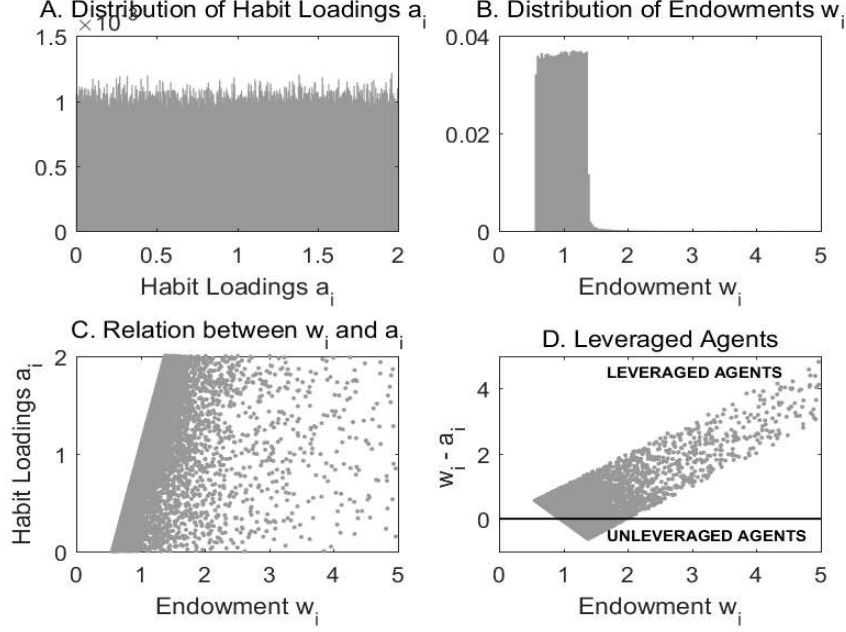 A. Distribution of Habit Loadings a_i
×10^-3
1.5
1
0.5
0
0 0.5 1 1.5 2
Habit Loadings a_i
B. Distribution of Endowments w_i
0.04
0.02
0
0 1 2 3 4 5
Endowment w_i
C. Relation between w_i and a_i
Habit Loadings a_i
2
1
0
0 1 2 3 4 5
Endowment w_i
D. Leveraged Agents
LEVERAGED AGENTS
w_i - a_i
4
2
0
UNLEVERAGED AGENTS
0 1 2 3 4 5
Endowment w_i